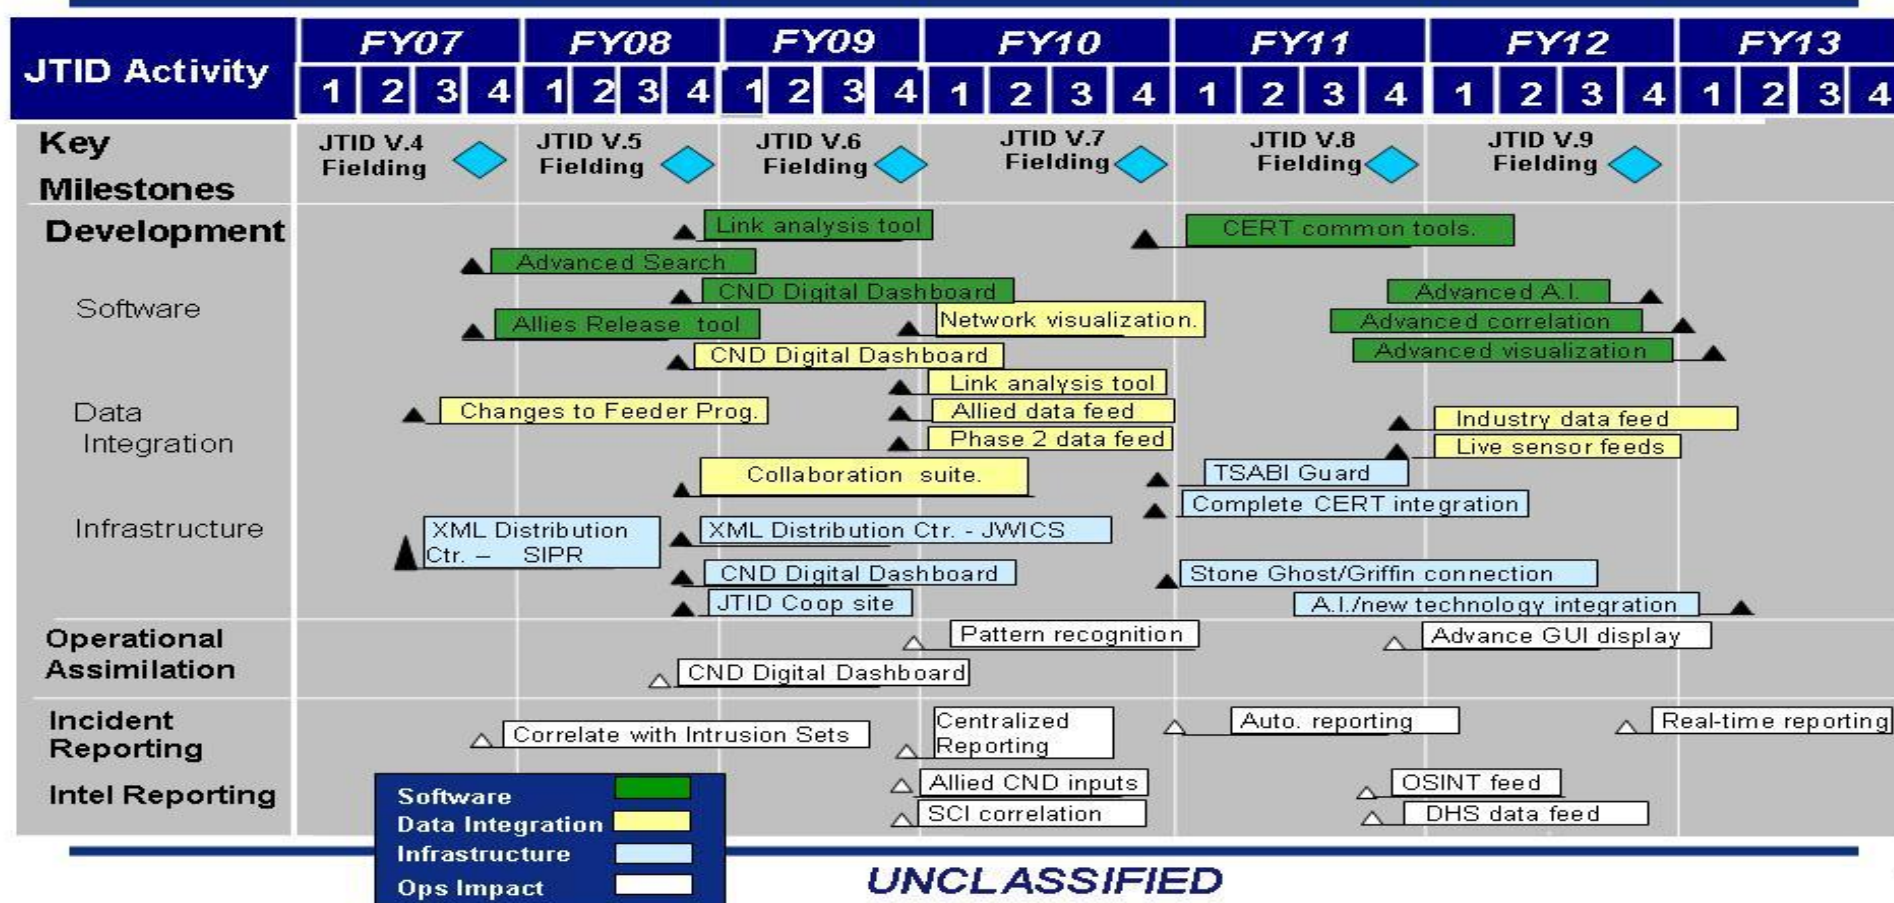 JTID Activity
FY07 FY08 FY09 FY10 FY11 FY12 FY13
1 2 3 4 1 2 3 4 1 2 3 4 1 2 3 4 1 2 3 4 1 2 3 4 1 2 3 4
Key
Milestones
JTID V.4
Fielding
JTID V.5
Fielding
JTID V.6
Fielding
JTID V.7
Fielding
JTID V.8
Fielding
JTID V.9
Fielding
Development
Link analysis tool
CERT common tools.
Advanced Search
Software
CND Digital Dashboard
Advanced A.I.
Allies Release tool
Network visualization.
Advanced correlation
CND Digital Dashboard
Advanced visualization
Link analysis tool
Data
Integration
Changes to Feeder Prog.
Allied data feed
Industry data feed
Phase 2 data feed
Live sensor feeds
Collaboration suite.
TSABI Guard
Complete CERT integration
Infrastructure
XML Distribution
Ctr. – SIPR
XML Distribution Ctr. - JWICS
CND Digital Dashboard
Stone Ghost/Griffin connection
JTID Coop site
A.I./new technology integration
Operational
Assimilation
Pattern recognition
Advance GUI display
CND Digital Dashboard
Incident
Reporting
Correlate with Intrusion Sets
Centralized
Reporting
Auto. reporting
Real-time reporting
Intel Reporting
Allied CND inputs
OSINT feed
SCI correlation
DHS data feed
Software
Data Integration
Infrastructure
Ops Impact
UNCLASSIFIED